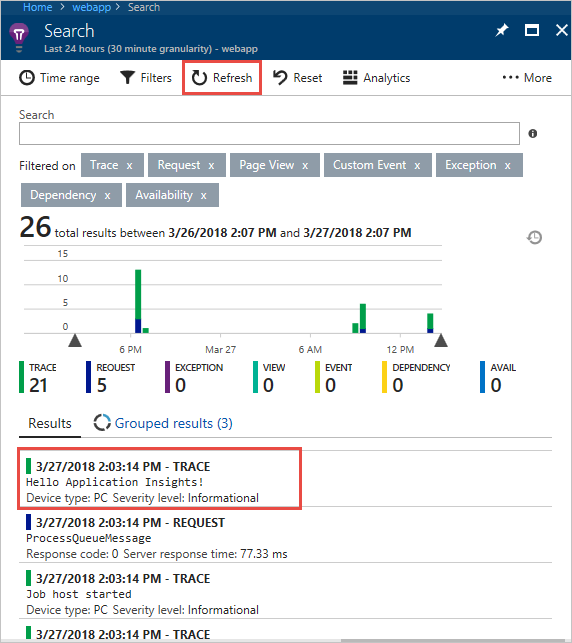 Home > webapp > Search
Search
Last 24 hours (30 minute granularity) - webapp
Time range Filters Refresh Reset Analytics ··· More
Search
Filtered on Trace x Request x Page View x Custom Event x Exception x
Dependency x Availability x
26 total results between 3/26/2018 2:07 PM and 3/27/2018 2:07 PM
15
10
5
0
6 PM Mar 27 6 AM 12 PM
TRACE REQUEST EXCEPTION VIEW EVENT DEPENDENCY AVAIL
21 5 0 0 0 0 0
Results Grouped results (3)
3/27/2018 2:03:14 PM - TRACE
Hello Application Insights!
Device type: PC Severity level: Informational
3/27/2018 2:03:14 PM - REQUEST
ProcessQueueMessage
Response code: 0 Server response time: 77.33 ms
3/27/2018 2:03:14 PM - TRACE
Job host started
Device type: PC Severity level: Informational
3/27/2018 2:03:14 PM - TRACE